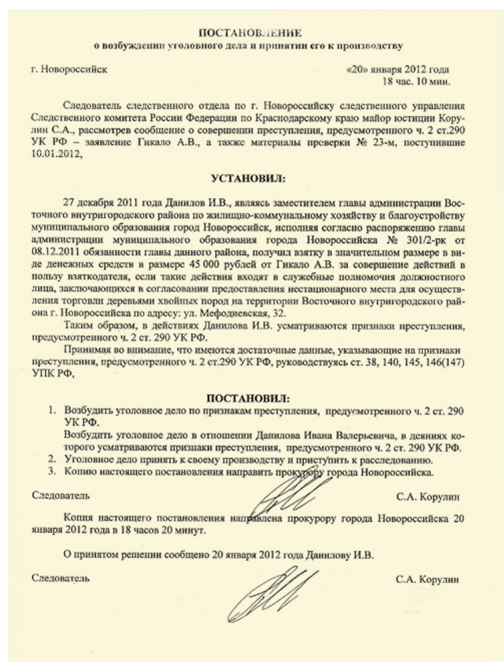 ПОСТАНОВЛЕНИЕ
о возбуждении уголовного дела и принятии его к производству
г. Новороссийск «20» января 2012 года
18 час. 10 мин.
Следователь следственного отдела по г. Новороссийску следственного управления
Следственного комитета России Федерации по Краснодарскому краю майор юстиции Кору-
лин С.А., рассмотрев сообщение о совершении преступления, предусмотренного ч. 2 ст.290
УК РФ – заявление Гикало А.В., а также материалы проверки № 23-м, поступившие
10.01.2012,
УСТАНОВИЛ:
27 декабря 2011 года Данилов И.В., являясь заместителем главы администрации Вос-
точного внутригородского района по жилищно-коммунальному хозяйству и благоустройству
муниципального образования город Новороссийск, исполняя согласно распоряжению главы
администрации муниципального образования города Новороссийска № 301/2-рк от
08.12.2011 обязанности главы данного района, получил взятку в значительном размере в ви-
де денежных средств в размере 45 000 рублей от Гикало А.В. за совершение действий в
пользу взяткодателя, если такие действия входят в служебные полномочия должностного
лица, заключающихся в согласовании предоставления нестационарного места для осуществ-
ления торговли деревьями хвойных пород на территории Восточного внутригородского рай-
она г. Новороссийска по адресу: ул. Мефодиевская, 32.
Таким образом, в действиях Данилова И.В. усматриваются признаки преступления,
предусмотренного ч. 2 ст. 290 УК РФ.
Принимая во внимание, что имеются достаточные данные, указывающие на признаки
преступления, предусмотренного ч. 2 ст.290 УК РФ, руководствуясь ст. 38, 140, 145, 146(147)
УПК РФ,
ПОСТАНОВИЛ:
1. Возбудить уголовное дело по признакам преступления, предусмотренного ч. 2 ст. 290
УК РФ.
Возбудить уголовное дело в отношении Данилова Ивана Валерьевича, в деяниях ко-
торого усматриваются признаки преступления, предусмотренного ч. 2 ст. 290 УК РФ.
2. Уголовное дело принять к своему производству и приступить к расследованию.
3. Копию настоящего постановления направить прокурору города Новороссийска.
Следователь С.А. Корулин
Копия настоящего постановления направлена прокурору города Новороссийска 20
января 2012 года в 18 часов 20 минут.
О принятом решении сообщено 20 января 2012 года Данилову И.В.
Следователь С.А. Корулин